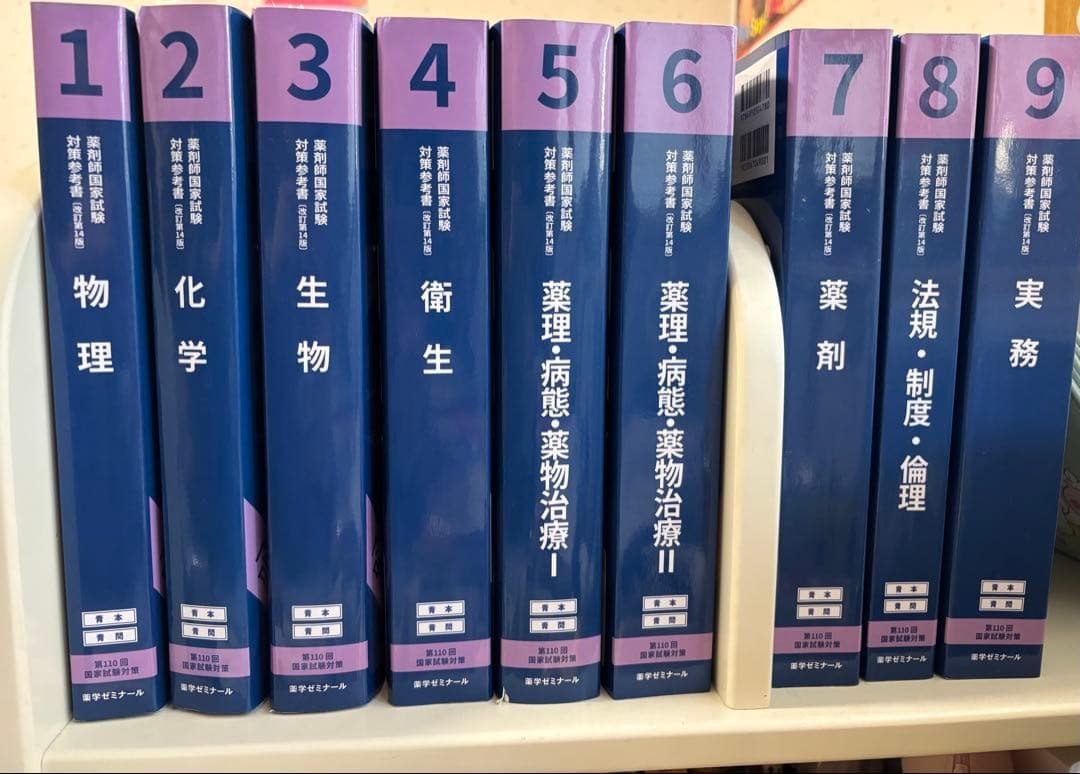 1
薬剤師国家試験
対策参考書〔改訂第14版〕
物理
青本
青問
第110回
国家試験対策
薬学ゼミナール
2
薬剤師国家試験
対策参考書〔改訂第14版〕
化学
青本
青問
第110回
国家試験対策
薬学ゼミナール
3
薬剤師国家試験
対策参考書〔改訂第14版〕
生物
青本
青問
第110回
国家試験対策
薬学ゼミナール
4
薬剤師国家試験
対策参考書〔改訂第14版〕
衛生
青本
青問
第110回
国家試験対策
薬学ゼミナール
5
薬剤師国家試験
対策参考書〔改訂第14版〕
薬理・病態・薬物治療I
青本
青問
第110回
国家試験対策
薬学ゼミナール
6
薬剤師国家試験
対策参考書〔改訂第14版〕
薬理・病態・薬物治療II
青本
青問
第110回
国家試験対策
薬学ゼミナール
7
薬剤師国家試験
対策参考書〔改訂第14版〕
薬剤
青本
青問
第110回
国家試験対策
薬学ゼミナール
8
薬剤師国家試験
対策参考書〔改訂第14版〕
法規・制度・倫理
青本
青問
第110回
国家試験対策
薬学ゼミナール
9
薬剤師国家試験
対策参考書〔改訂第14版〕
実務
青本
青問
第110回
国家試験対策
薬学ゼミナール